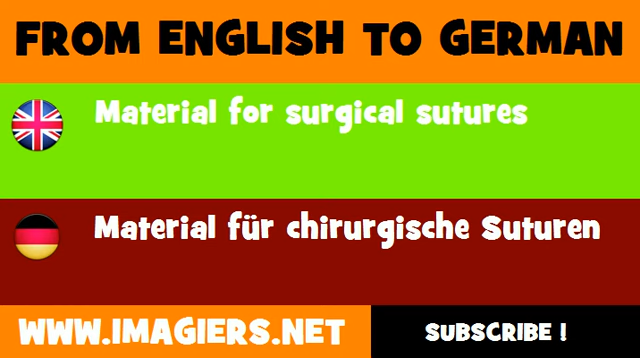 FROM ENGLISH TO GERMAN
Material for surgical sutures
Material für chirurgische Suturen
WWW.IMAGIERS.NET
SUBSCRIBE !